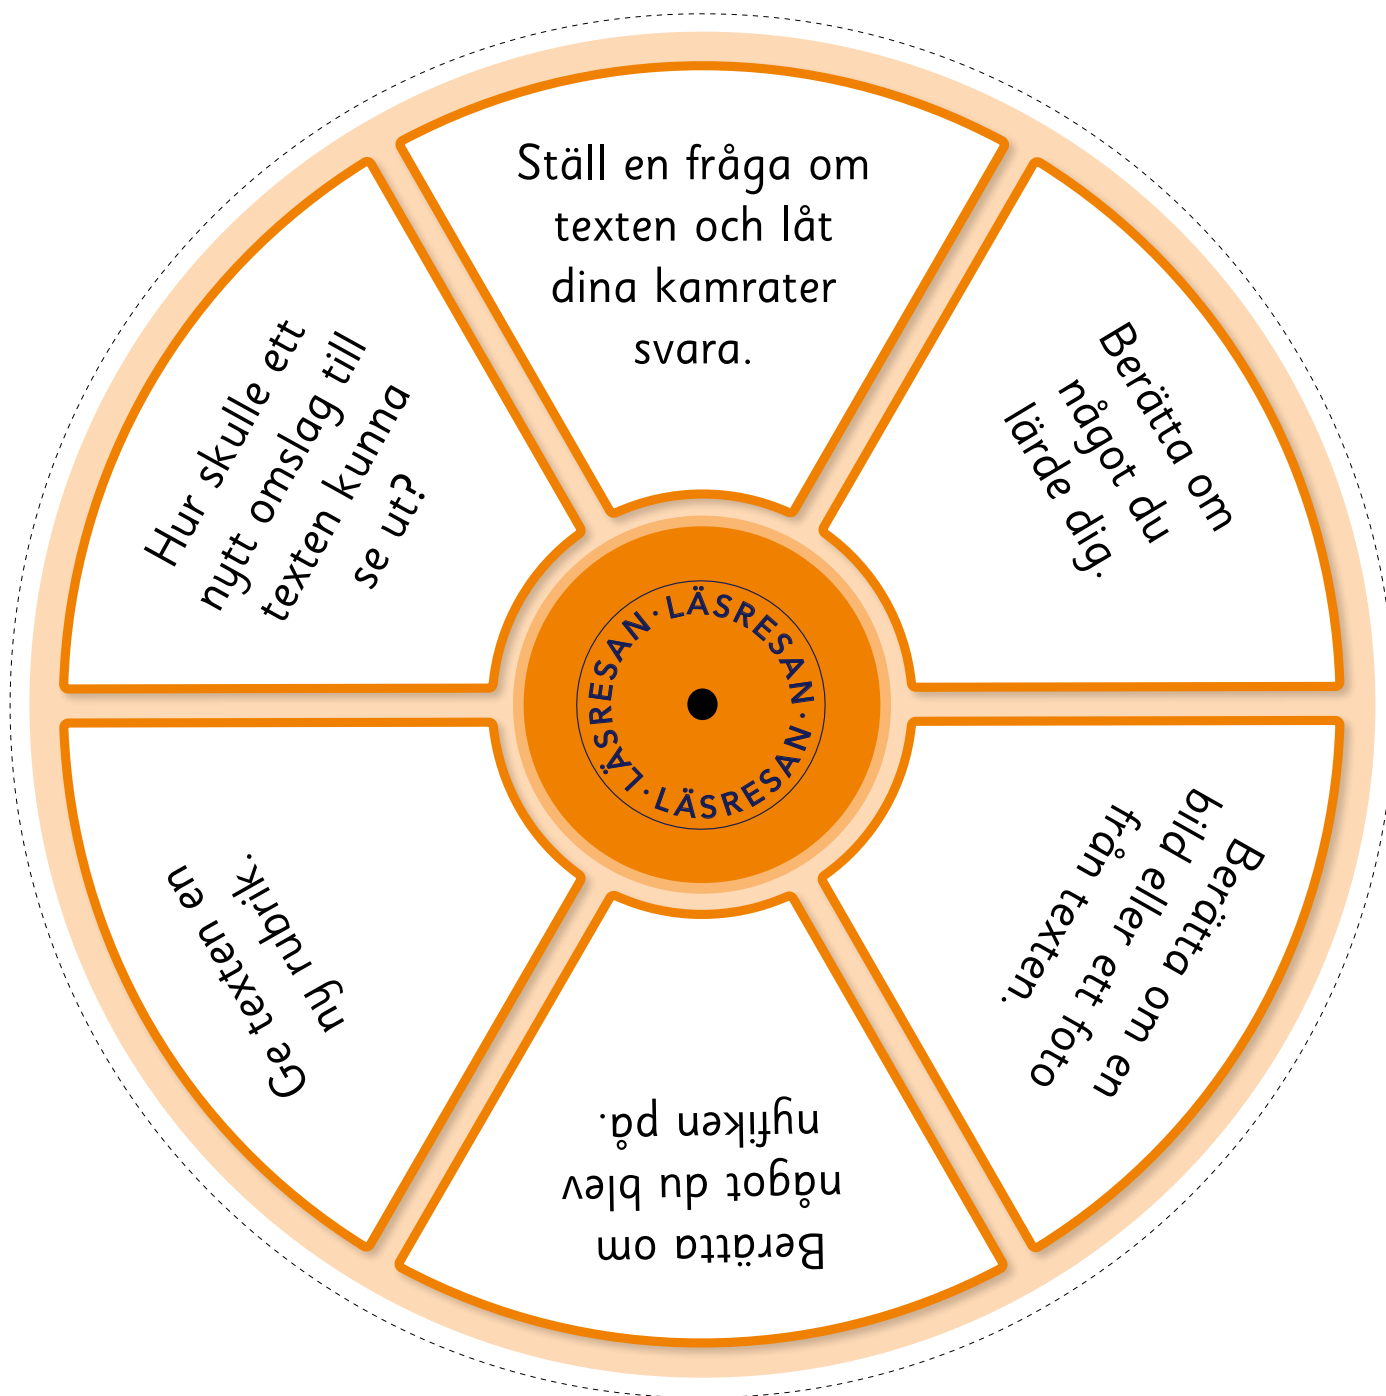 Ställ en fråga om
texten och låt
dina kamrater
svara.
Berätta om
något du
lärde dig.
Berätta om en
bild eller ett foto
från texten.
Berätta om
något du blev
nyfiken på.
Ge texten en
ny rubrik.
Hur skulle ett
nytt omslag till
texten kunna
se ut?
LÄSRESAN·LÄSRESAN·LÄSRESAN·LÄSRESAN·